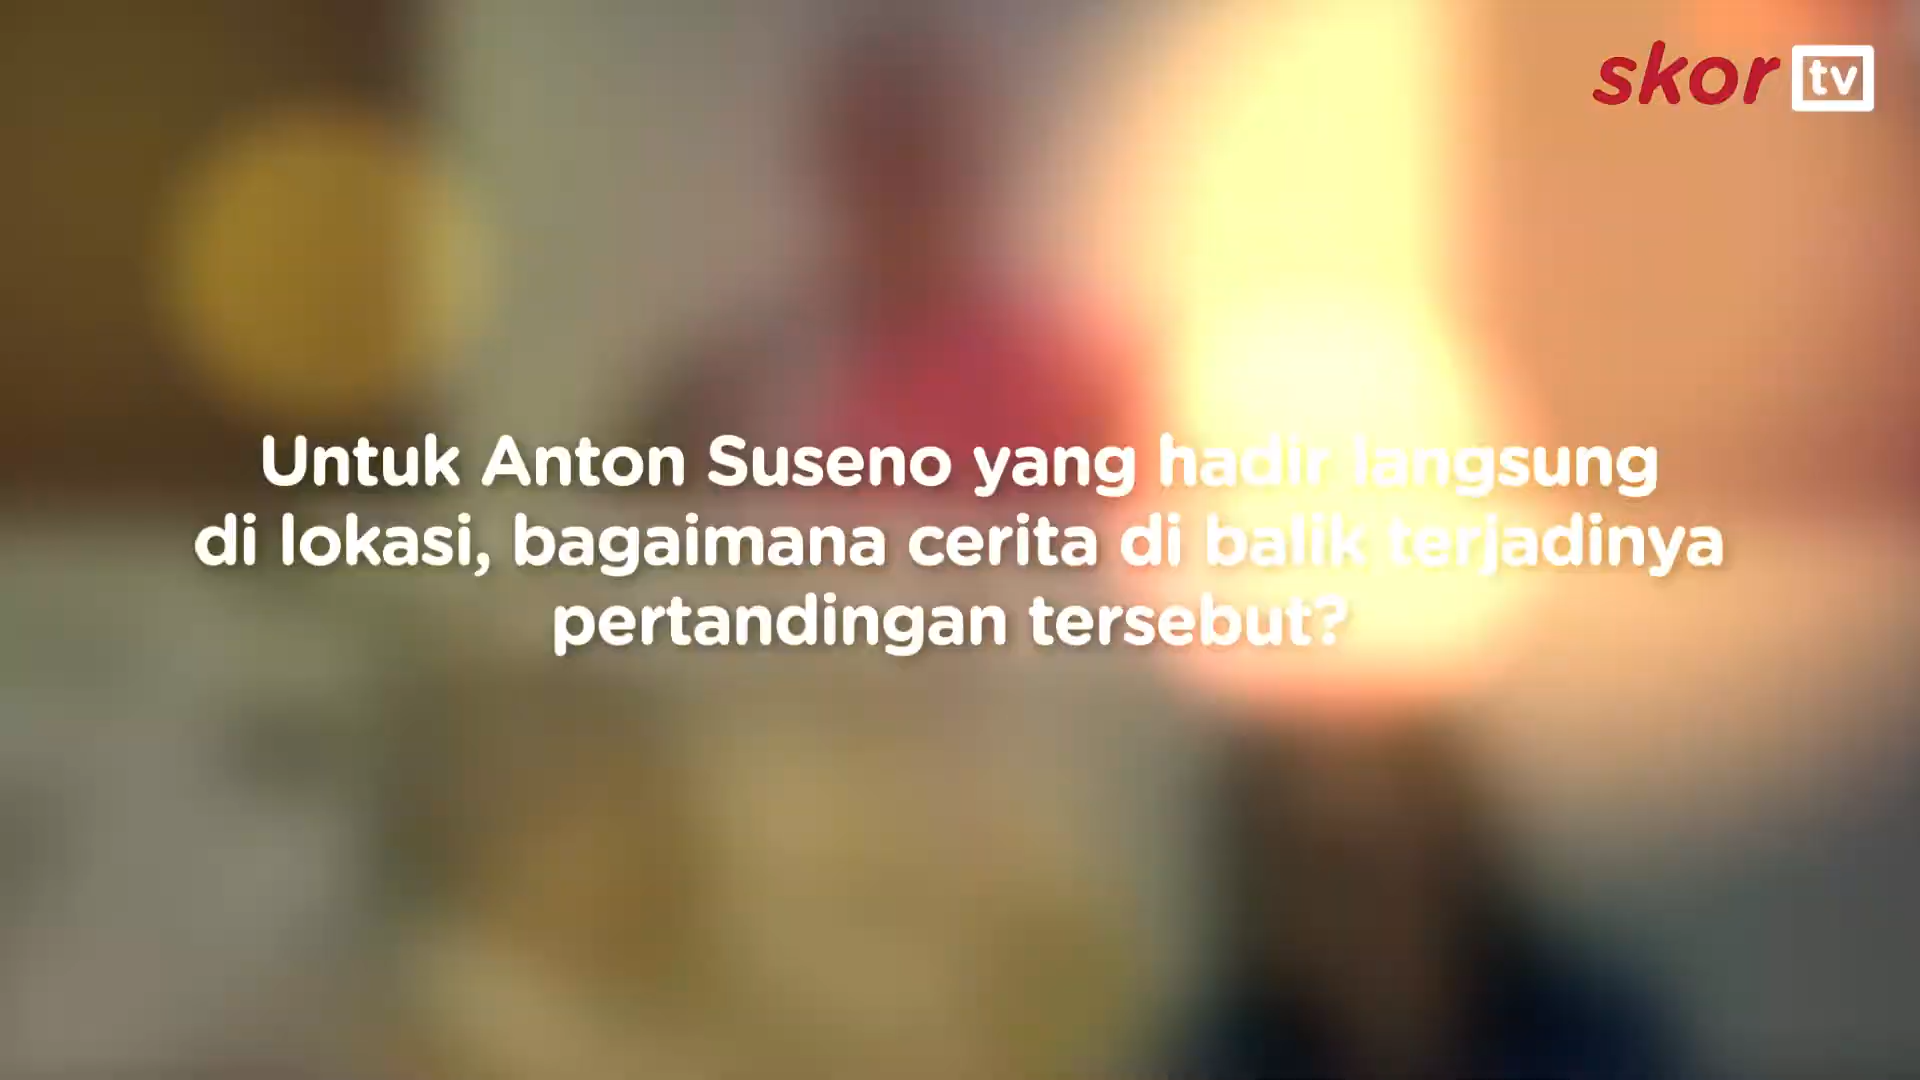 skor tv
Untuk Anton Suseno yang hadir langsung
di lokasi, bagaimana cerita di balik terjadinya
pertandingan tersebut?